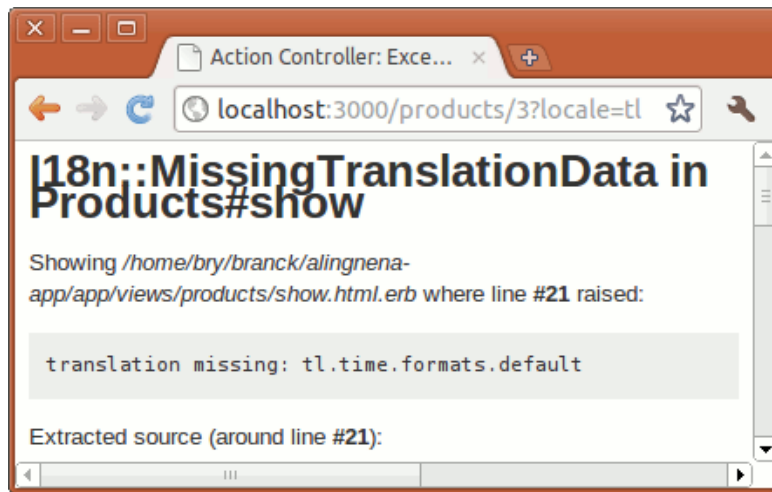 Action Controller: Exce...
localhost:3000/products/3?locale=tl
I18n::MissingTranslationData in
Products#show
Showing /home/bry/branck/alingnena-
app/app/views/products/show.html.erb where line #21 raised:
translation missing: tl.time.formats.default
Extracted source (around line #21):